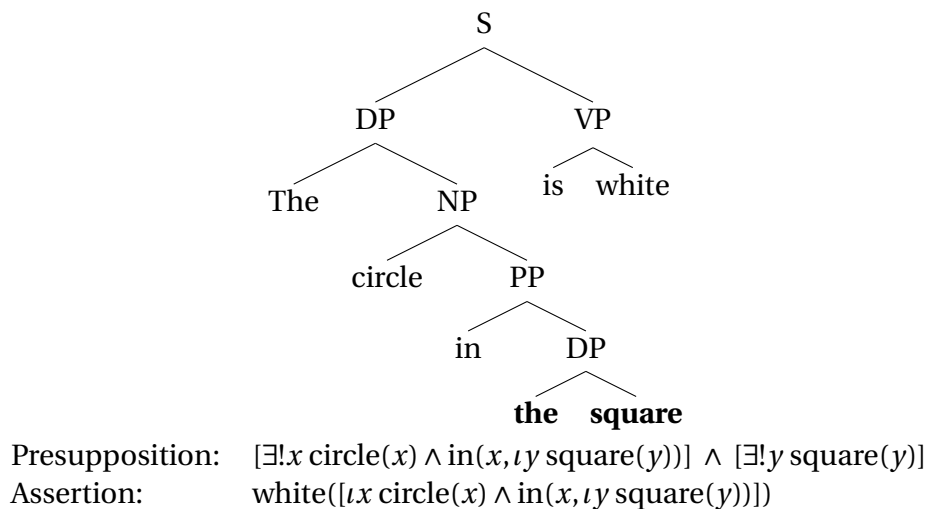 S
DP VP
The NP is white
circle PP
in DP
the square
Presupposition: [∃!x circle(x) ∧ in(x, ιy square(y))] ∧ [∃!y square(y)]
Assertion: white([ιx circle(x) ∧ in(x, ιy square(y))])